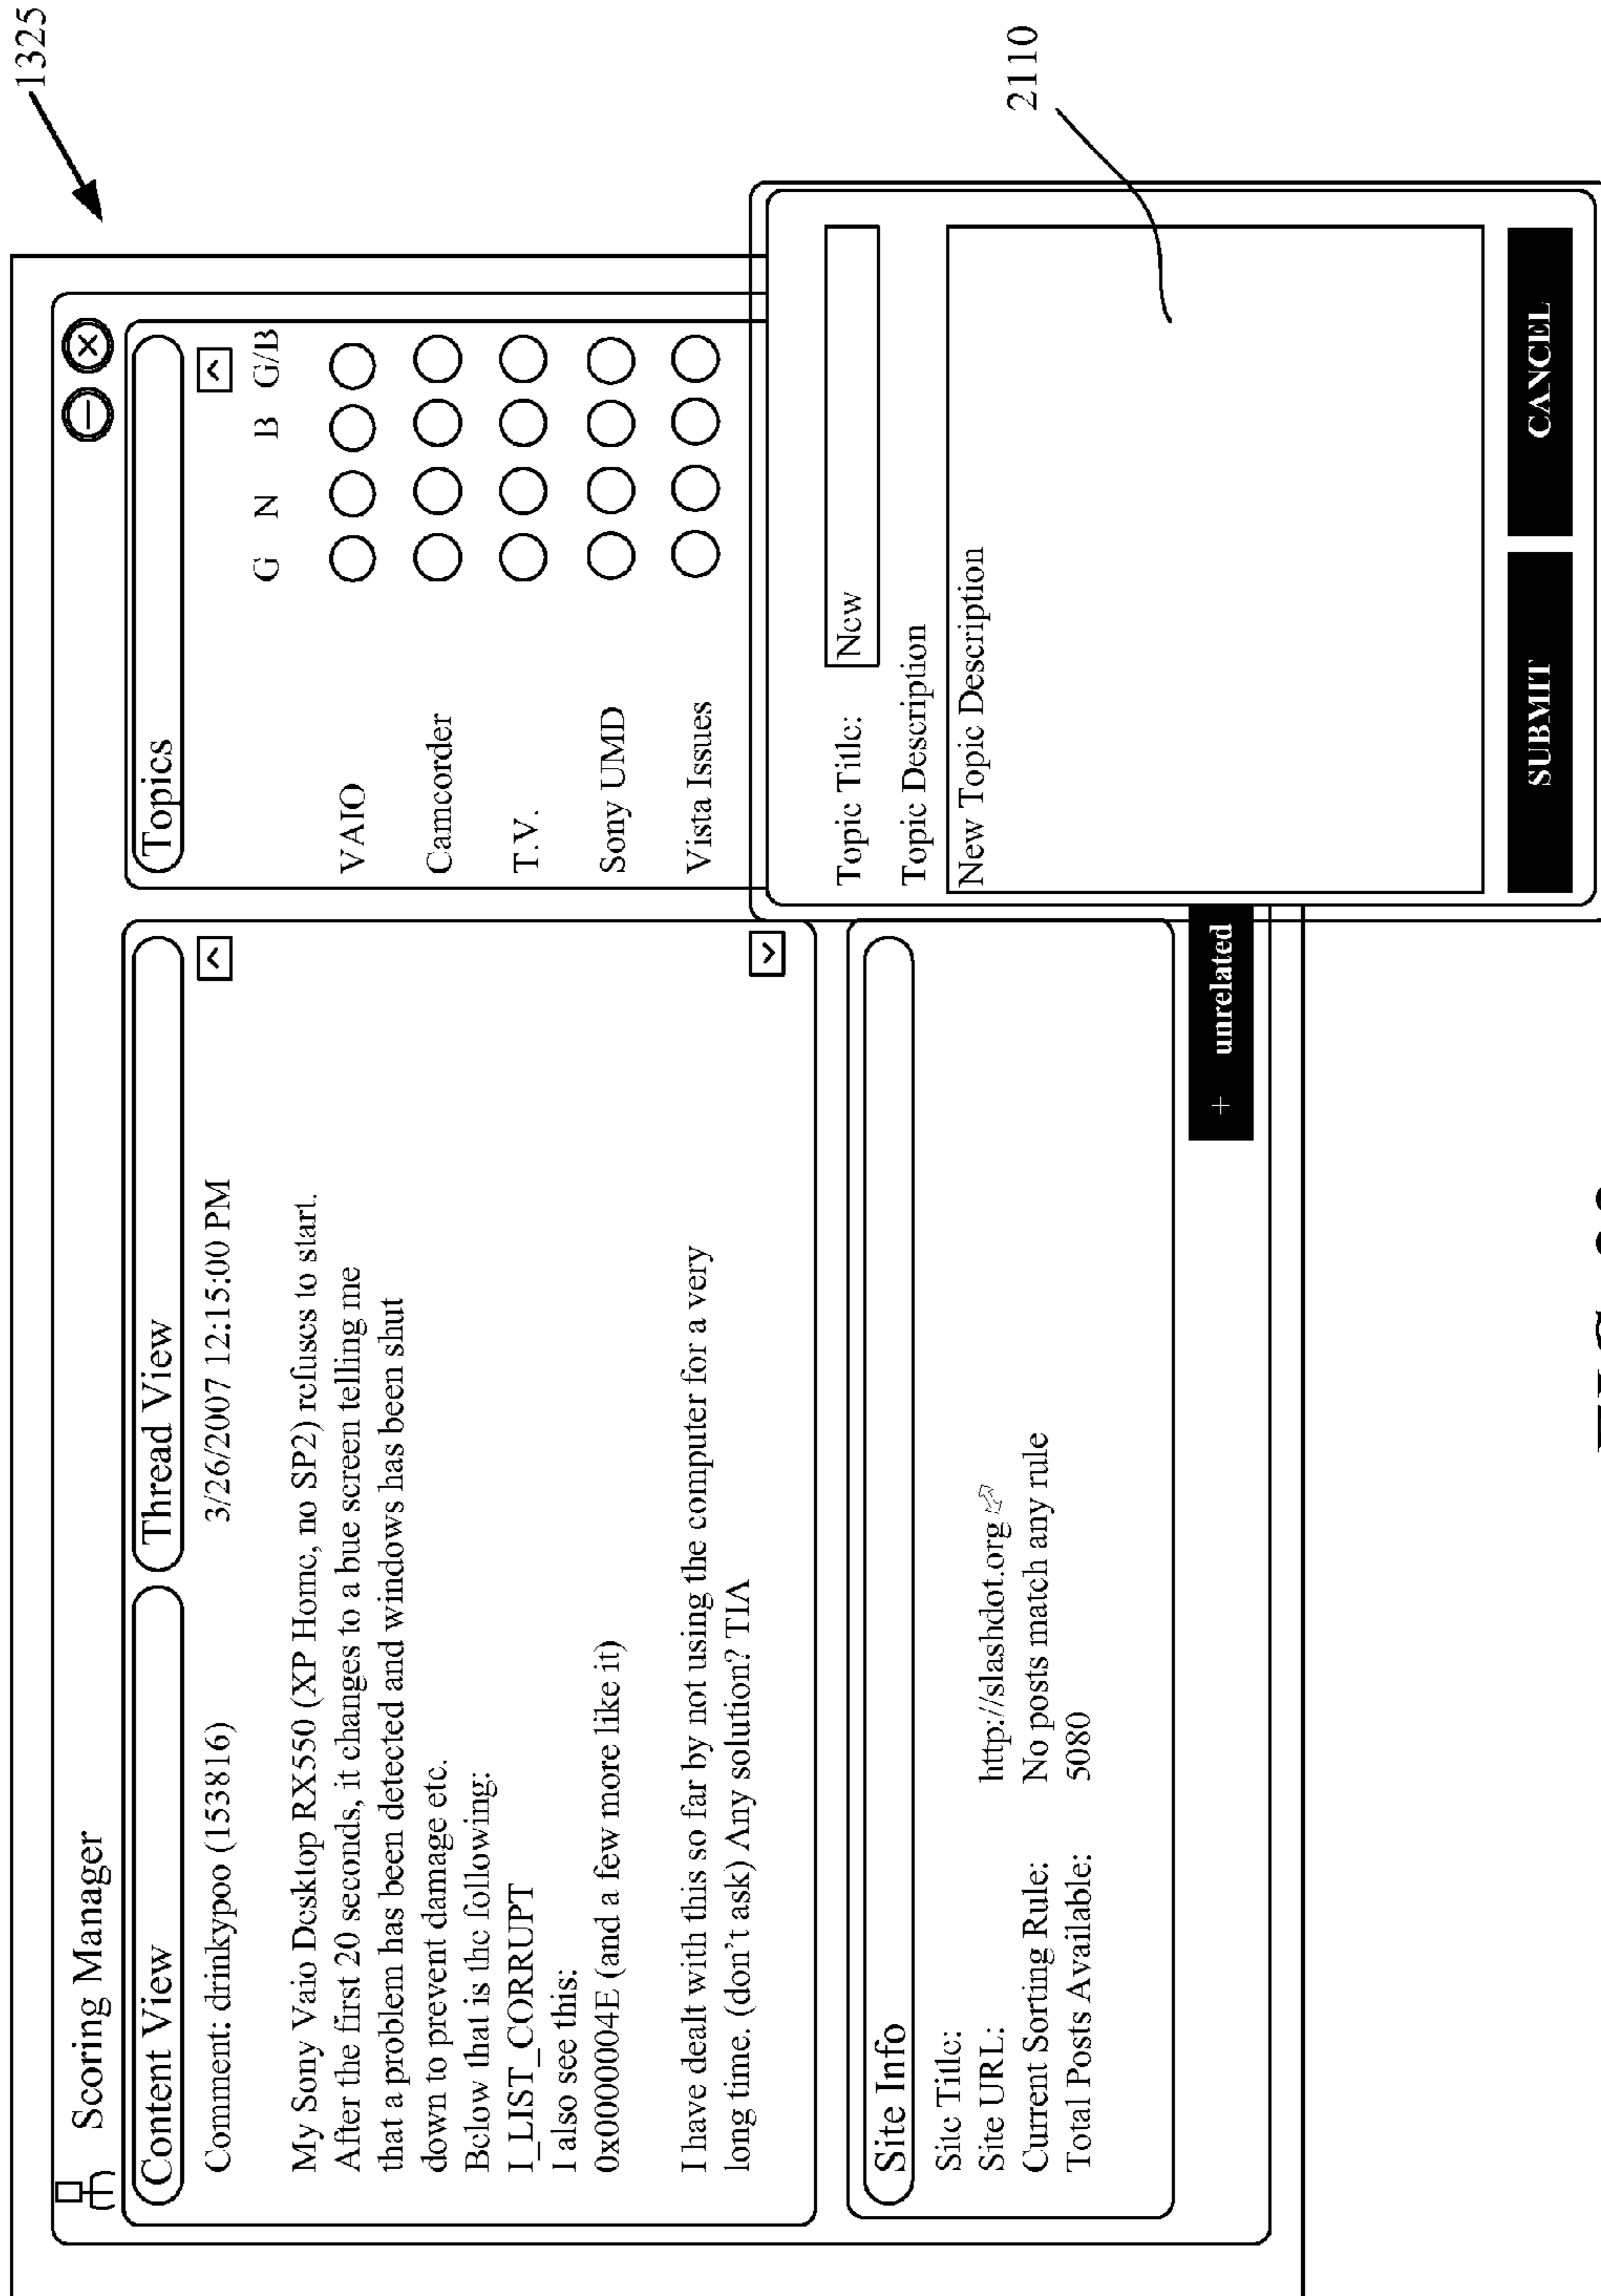 1325
Scoring Manager
Content View
Thread View
Comment: drinkypoo (153816) 3/26/2007 12:15:00 PM
My Sony Vaio Desktop RX550 (XP Home, no SP2) refuses to start.
After the first 20 seconds, it changes to a bue screen telling me
that a problem has been detected and windows has been shut
down to prevent damage etc.
Below that is the following:
I_LIST_CORRUPT
I also see this:
0x0000004E (and a few more like it)
I have dealt with this so far by not using the computer for a very
long time. (don't ask) Any solution? TIA
Topics
G N B G/B
VAIO
Camcorder
T.V.
Sony UMD
Vista Issues
Site Info
Site Title:
Site URL: http://slashdot.org
Current Sorting Rule: No posts match any rule
Total Posts Available: 5080
+ unrelated
Topic Title: New
Topic Description
New Topic Description
SUBMIT
CANCEL
2110